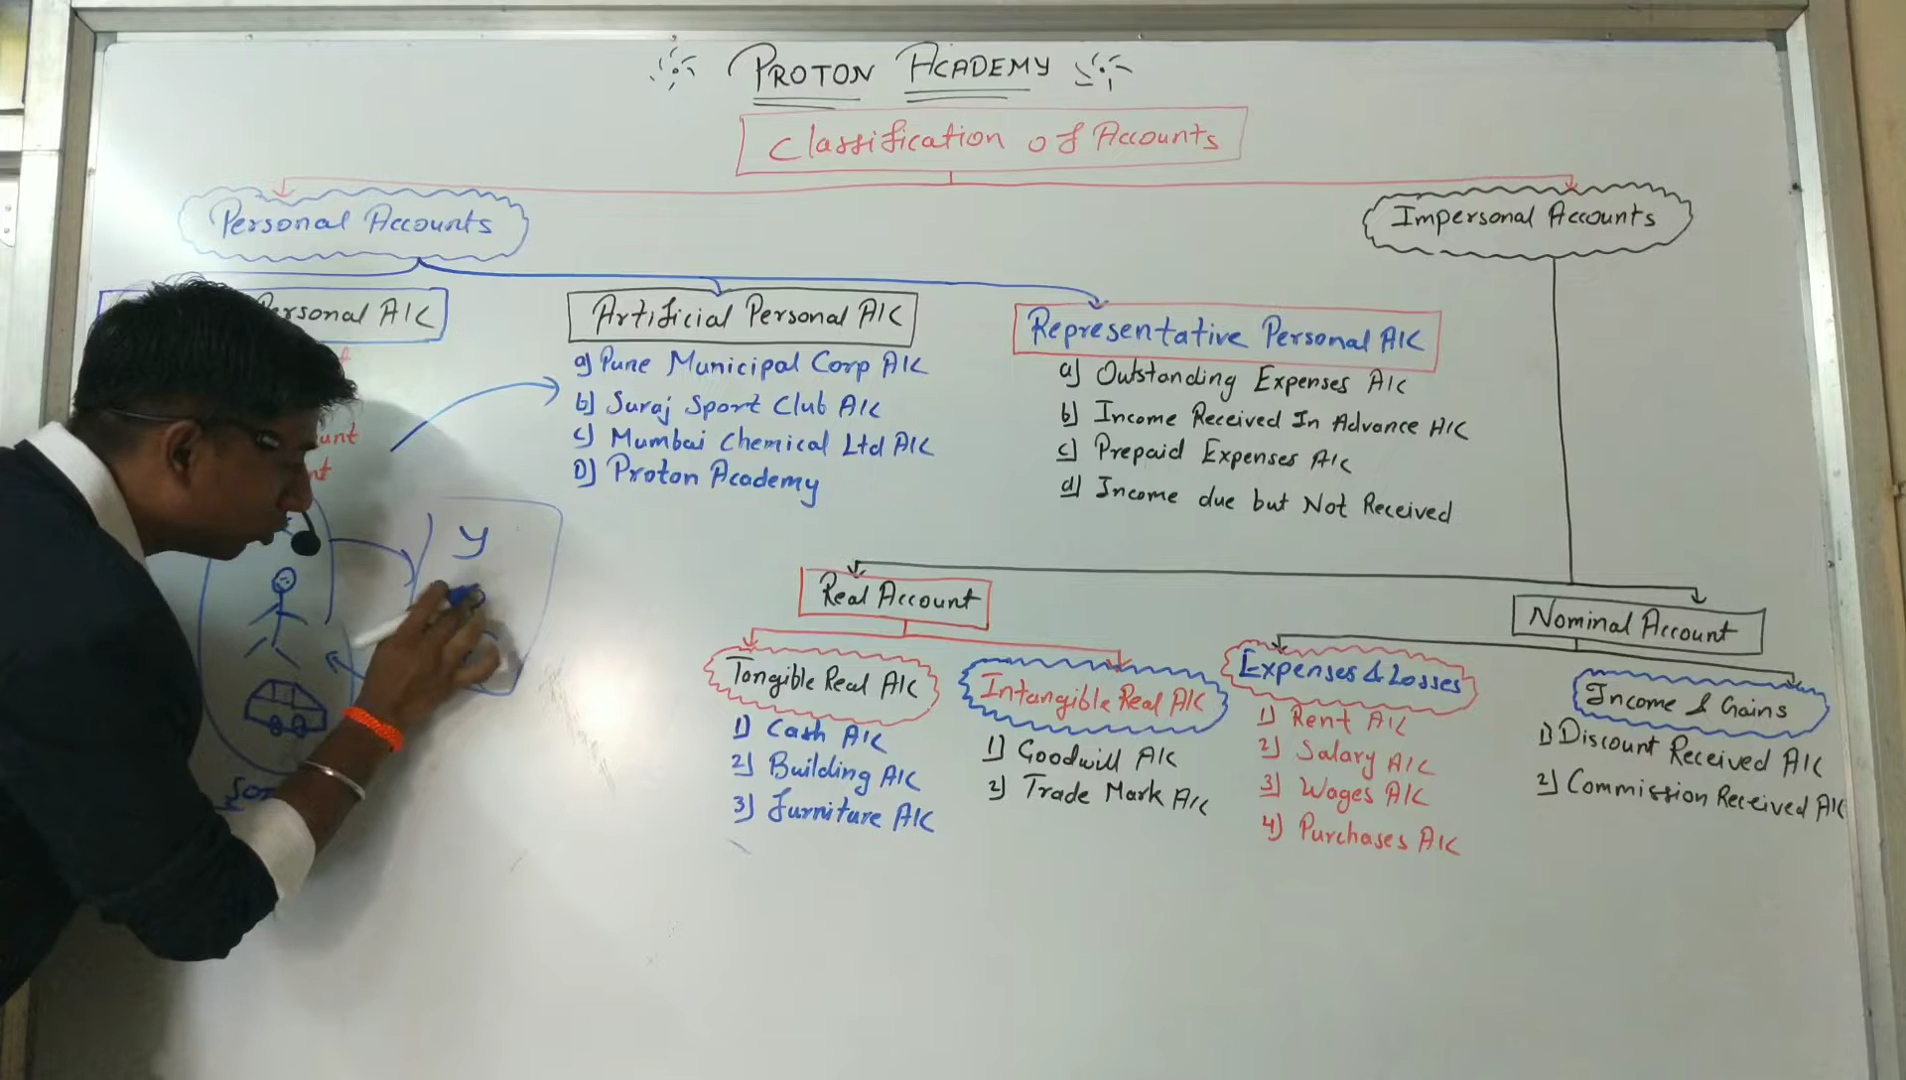 PROTON ACADEMY
Classification of Accounts
Personal Accounts
Impersonal Accounts
Personal A/C
Artificial Personal A/C
a) Pune Municipal Corp A/C
b) Suraj Sport Club A/C
c) Mumbai Chemical Ltd A/C
D) Proton Academy
Representative Personal A/C
a) Outstanding Expenses A/C
b) Income Received In Advance A/C
c) Prepaid Expenses A/C
d) Income due but Not Received
y
Real Account
Nominal Account
Tangible Real A/C
1) Cash A/C
2) Building A/C
3) Furniture A/C
Intangible Real A/C
1) Goodwill A/C
2) Trade Mark A/C
Expenses & Losses
1) Rent A/C
2) Salary A/C
3) Wages A/C
4) Purchases A/C
Income & Gains
1) Discount Received A/C
2) Commission Received A/C